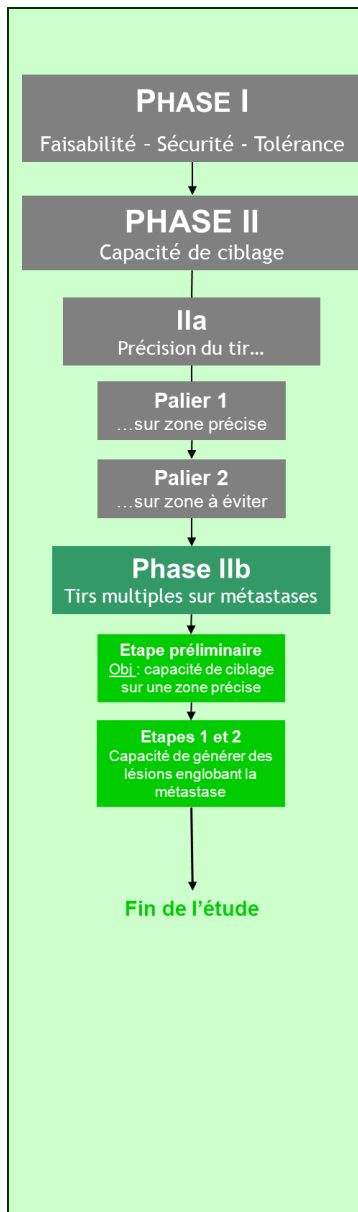 PHASE I
Faisabilité – Sécurité - Tolérance
PHASE II
Capacité de ciblage
IIa
Précision du tir…
Palier 1
…sur zone précise
Palier 2
…sur zone à éviter
Phase IIb
Tirs multiples sur métastases
Etape préliminaire
Obj : capacité de ciblage
sur une zone précise
Etapes 1 et 2
Capacité de générer des
lésions englobant la
métastase
Fin de l’étude